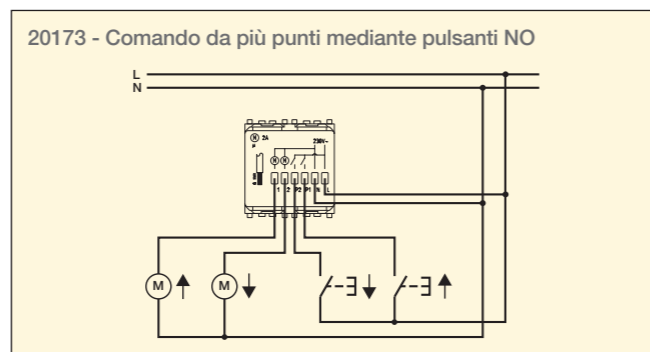 20173 - Comando da più punti mediante pulsanti NO
L
N
M 2A
230V~
M M
1 2 P2 P1 N L
M M